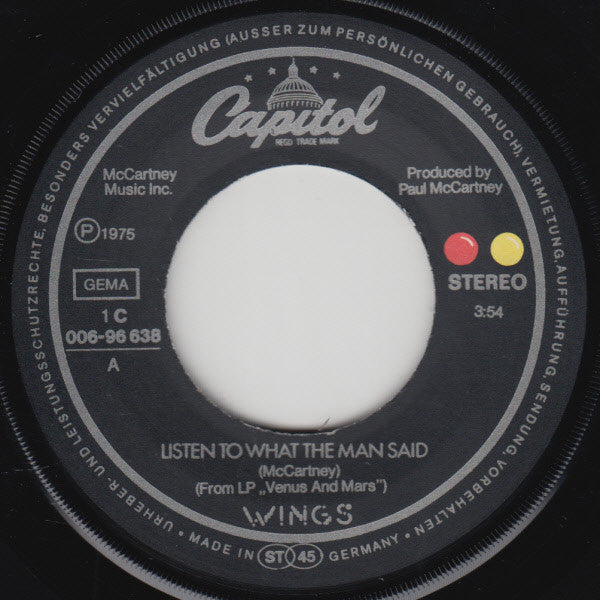 URHEBER- UND LEISTUNGSSCHUTZRECHTE, BESONDERS VERVIELFÄLTIGUNG (AUSSER ZUM PERSÖNLICHEN GEBRAUCH), VERMIETUNG, AUFFÜHRUNG, SENDUNG VORBEHALTEN
Capitol
REGD TRADE MARK
McCartney
Music Inc.
Produced by
Paul McCartney
Ⓟ 1975
GEMA
STEREO
1 C
006-96 638
3:54
A
LISTEN TO WHAT THE MAN SAID
(McCartney)
(From LP „Venus And Mars")
WINGS
• MADE IN ST 45 GERMANY •